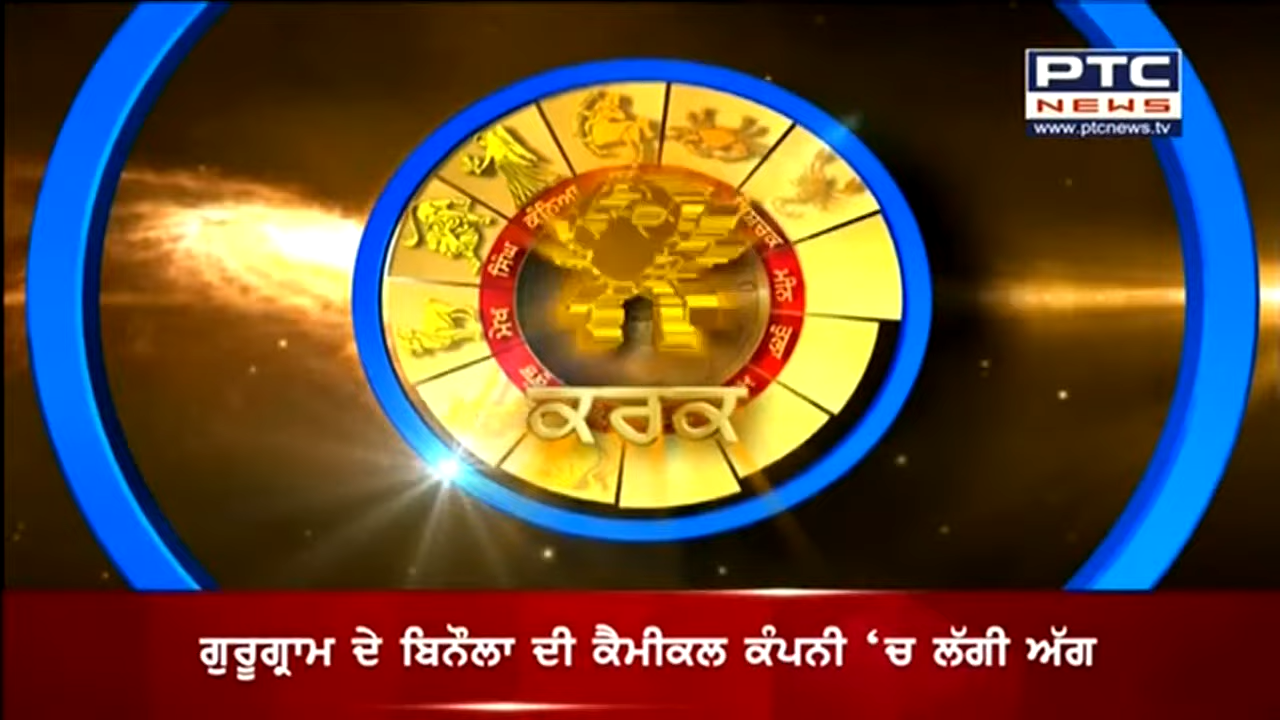 PTC
NEWS
www.ptcnews.tv
ਕੰਨਿਆ
ਸਿੰਘ
ਮੇਖ
ਮੀਨ
ਤੁਲਾ
ਕਰਕ
ਗੁਰੂਗ੍ਰਾਮ ਦੇ ਬਿਨੌਲਾ ਦੀ ਕੈਮੀਕਲ ਕੰਪਨੀ ‘ਚ ਲੱਗੀ ਅੱਗ